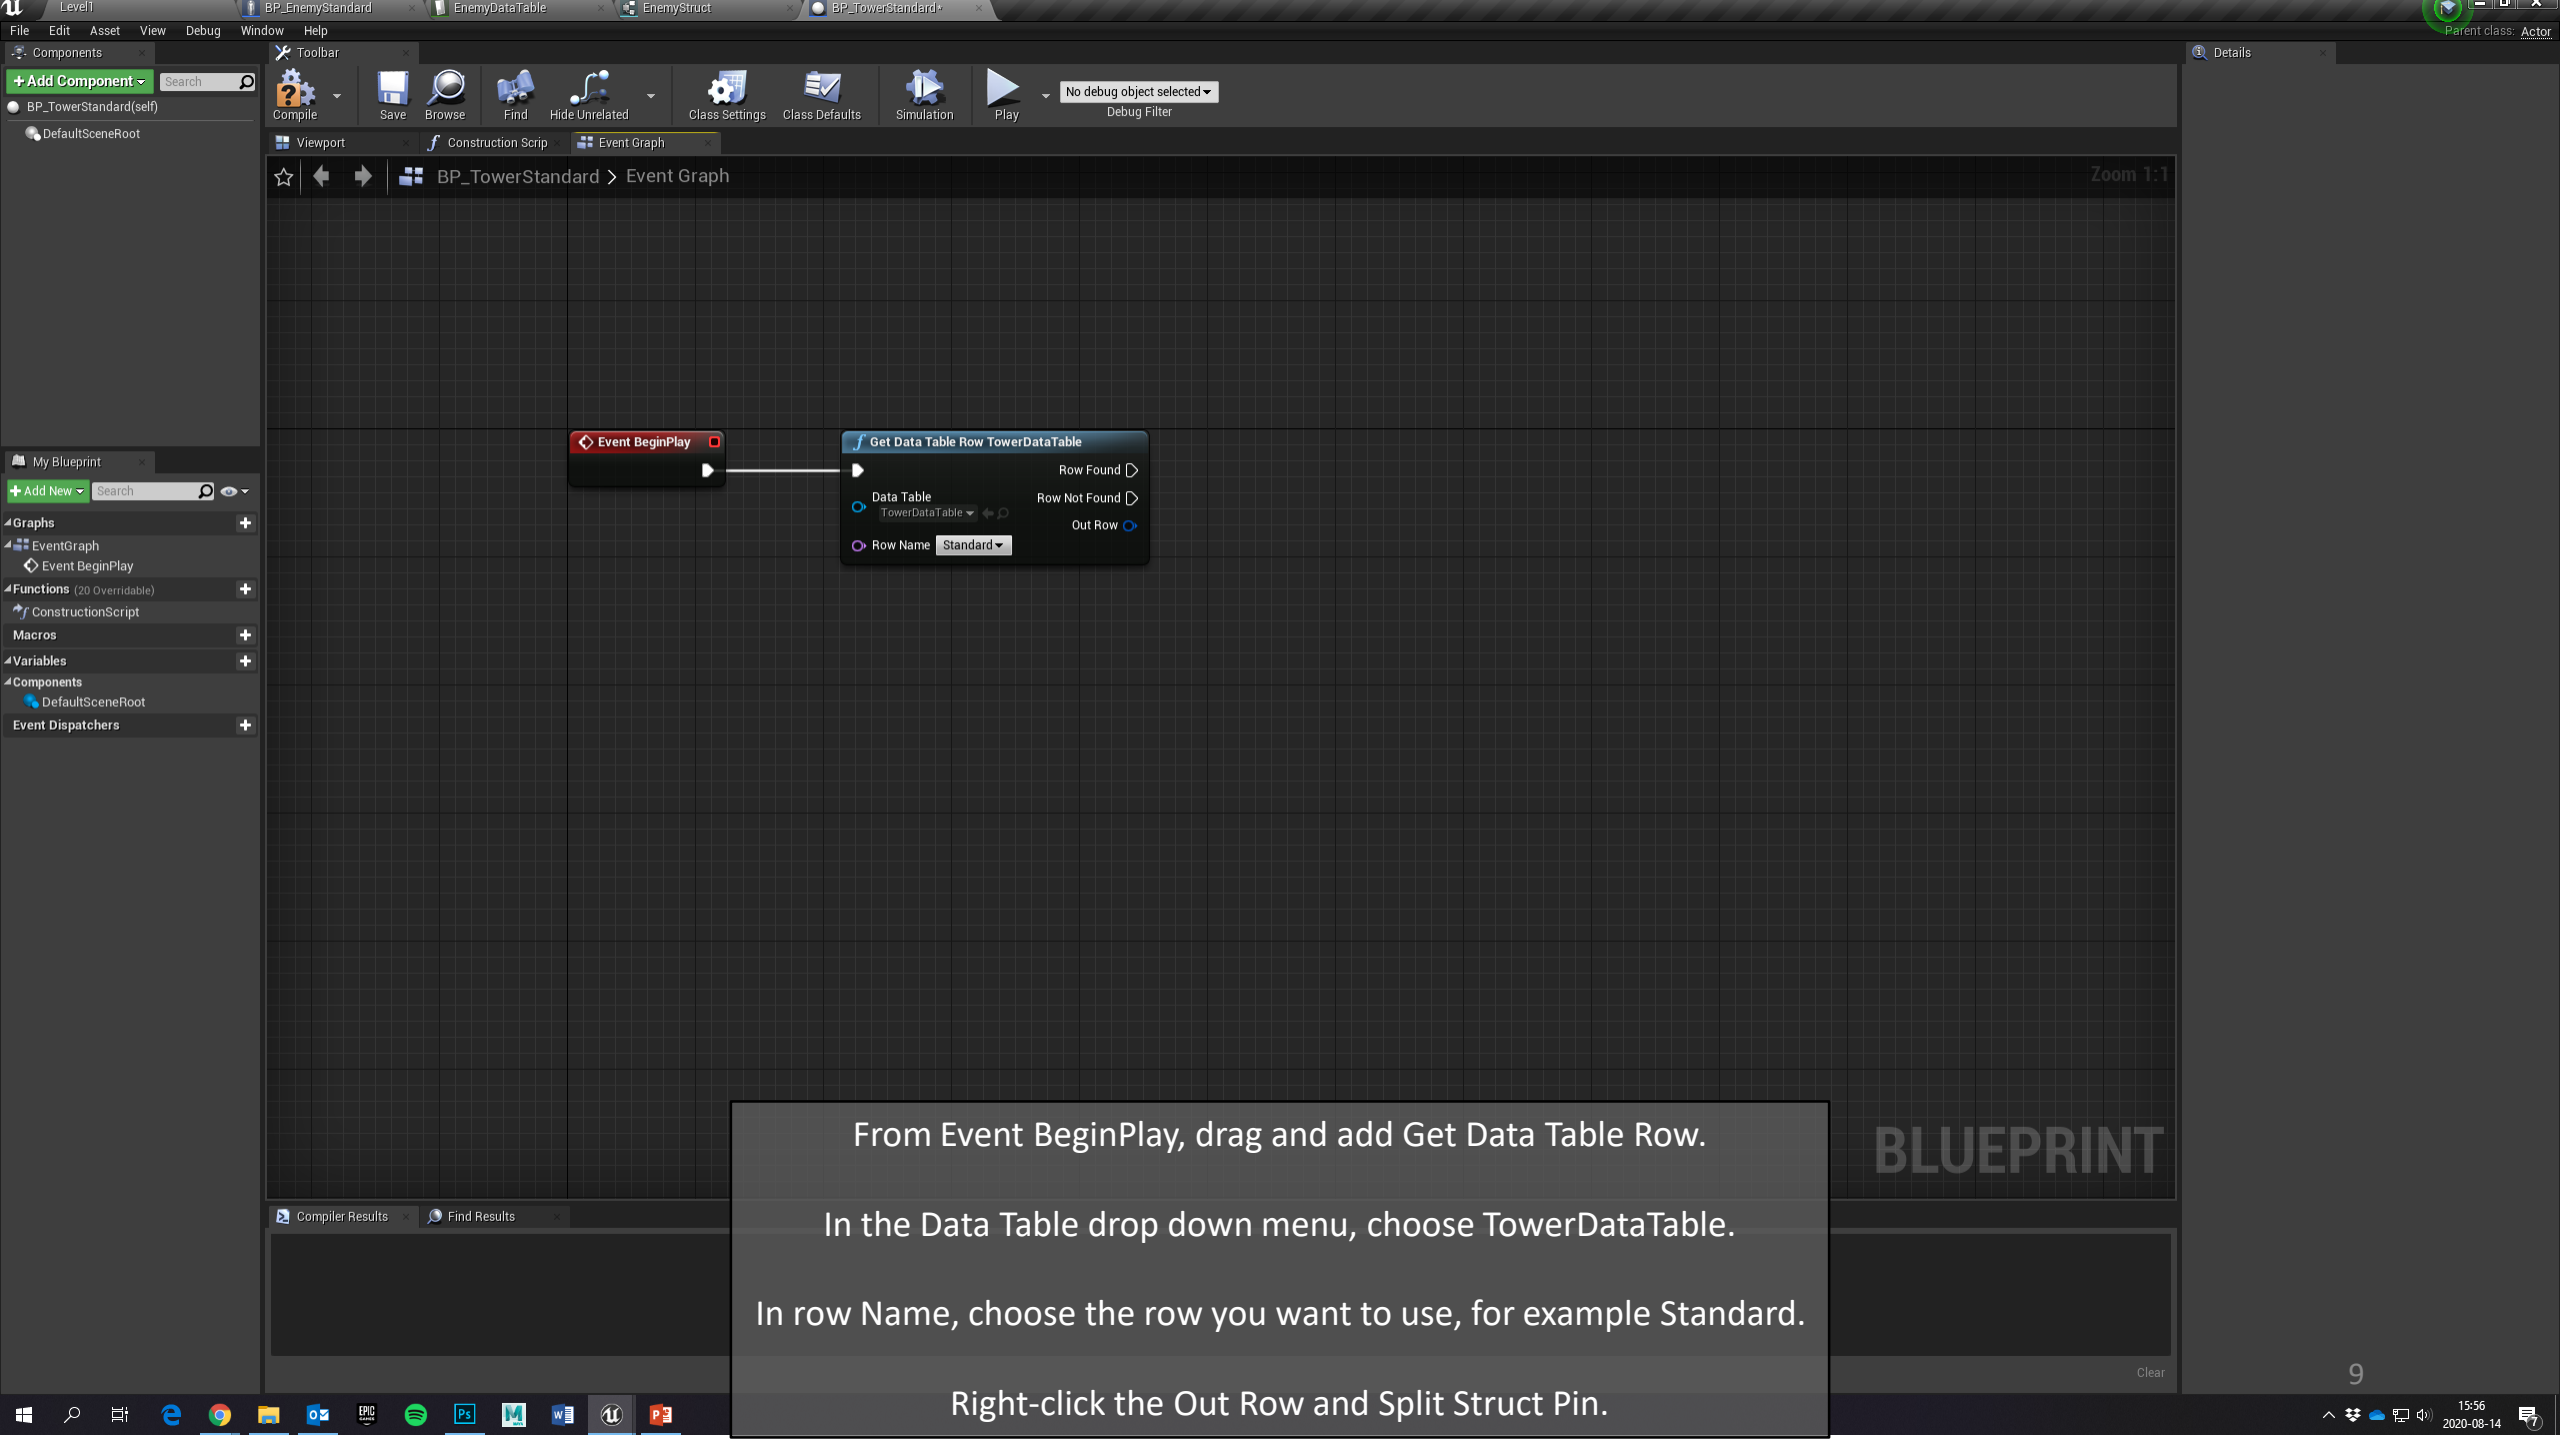 Level1
BP_EnemyStandard
EnemyDataTable
EnemyStruct
BP_TowerStandard*
File Edit Asset View Debug Window Help
Parent class: Actor
Components
Toolbar
Details
+Add Component
Search
BP_TowerStandard(self)
DefaultSceneRoot
Compile
Save
Browse
Find
Hide Unrelated
Class Settings
Class Defaults
Simulation
Play
No debug object selected
Debug Filter
Viewport
Construction Scrip
Event Graph
BP_TowerStandard > Event Graph
Zoom 1:1
Event BeginPlay
Get Data Table Row TowerDataTable
Row Found
Data Table
Row Not Found
TowerDataTable
Out Row
Row Name Standard
My Blueprint
+Add New
Search
Graphs
EventGraph
Event BeginPlay
Functions (20 Overridable)
ConstructionScript
Macros
Variables
Components
DefaultSceneRoot
Event Dispatchers
BLUEPRINT
Compiler Results
Find Results
Clear
From Event BeginPlay, drag and add Get Data Table Row.
In the Data Table drop down menu, choose TowerDataTable.
In row Name, choose the row you want to use, for example Standard.
Right-click the Out Row and Split Struct Pin.
9
EPIC
GAMES
Ps
M
15:56
2020-08-14
7